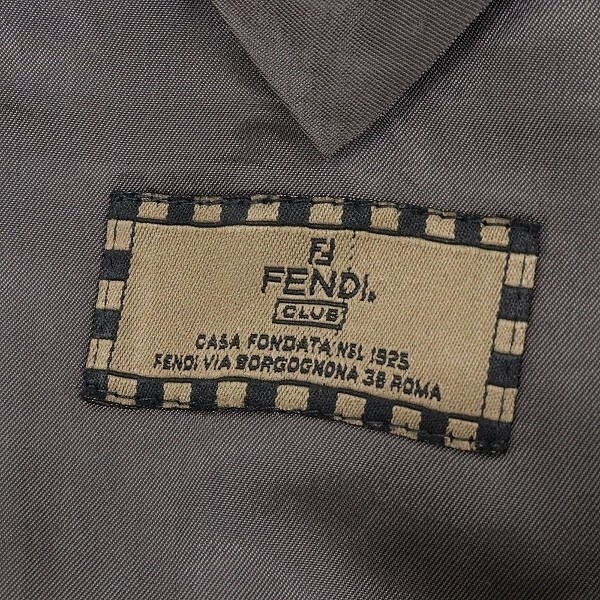 FF
FENDI.
CLUB
CASA FONDATA NEL 1925
FENDI VIA BORGOGNONA 38 ROMA